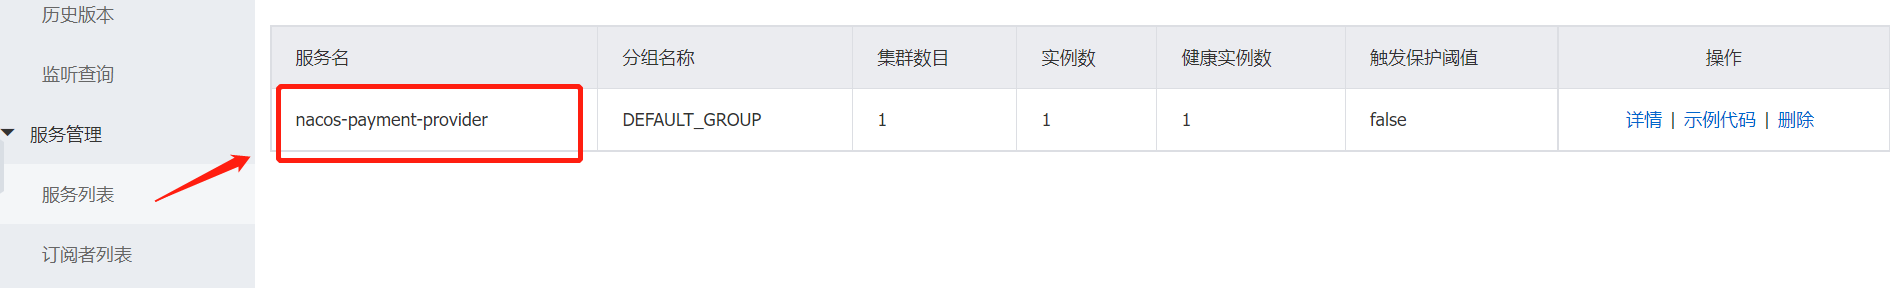 历史版本
监听查询
服务管理
服务列表
订阅者列表
服务名 分组名称 集群数目 实例数 健康实例数 触发保护阈值 操作
nacos-payment-provider DEFAULT_GROUP 1 1 1 false 详情 | 示例代码 | 删除